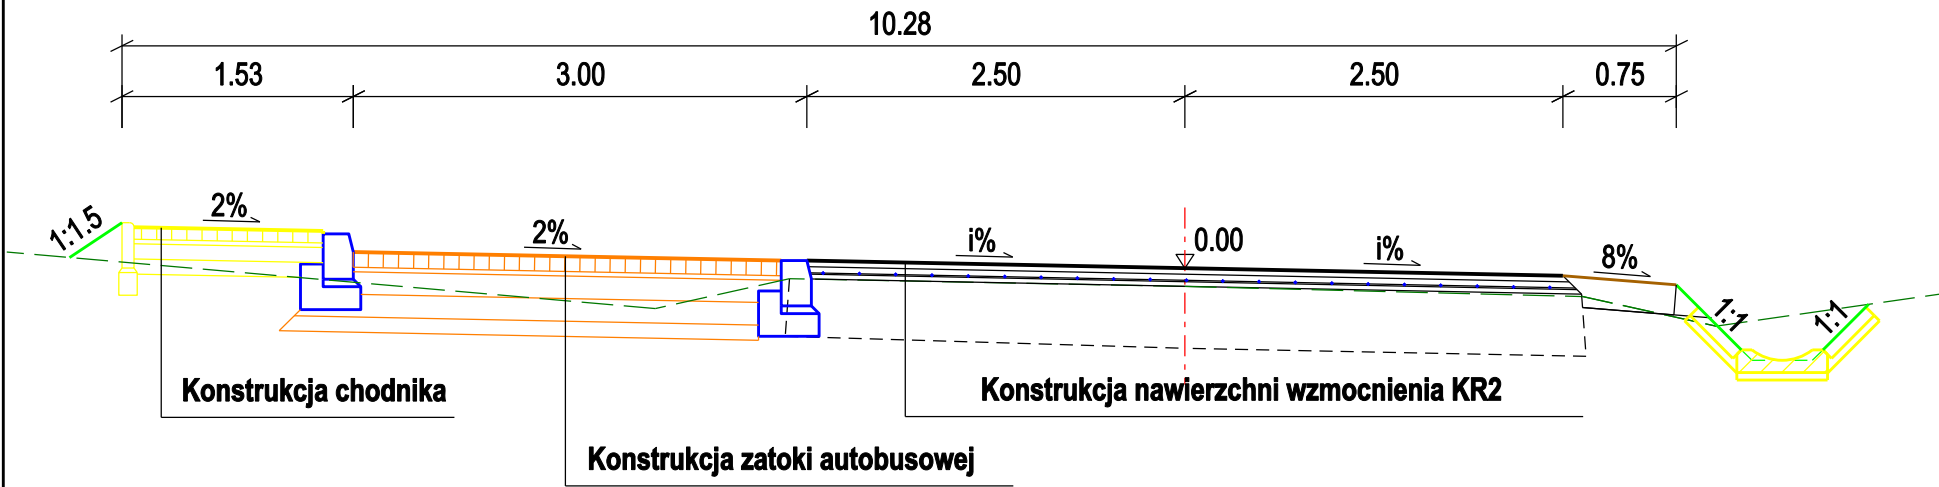 10.28
1.53 3.00 2.50 2.50 0.75
1:1.5 2% 2% i% 0.00 i% 8% 1:1 1:1
Konstrukcja chodnika
Konstrukcja nawierzchni wzmocnienia KR2
Konstrukcja zatoki autobusowej